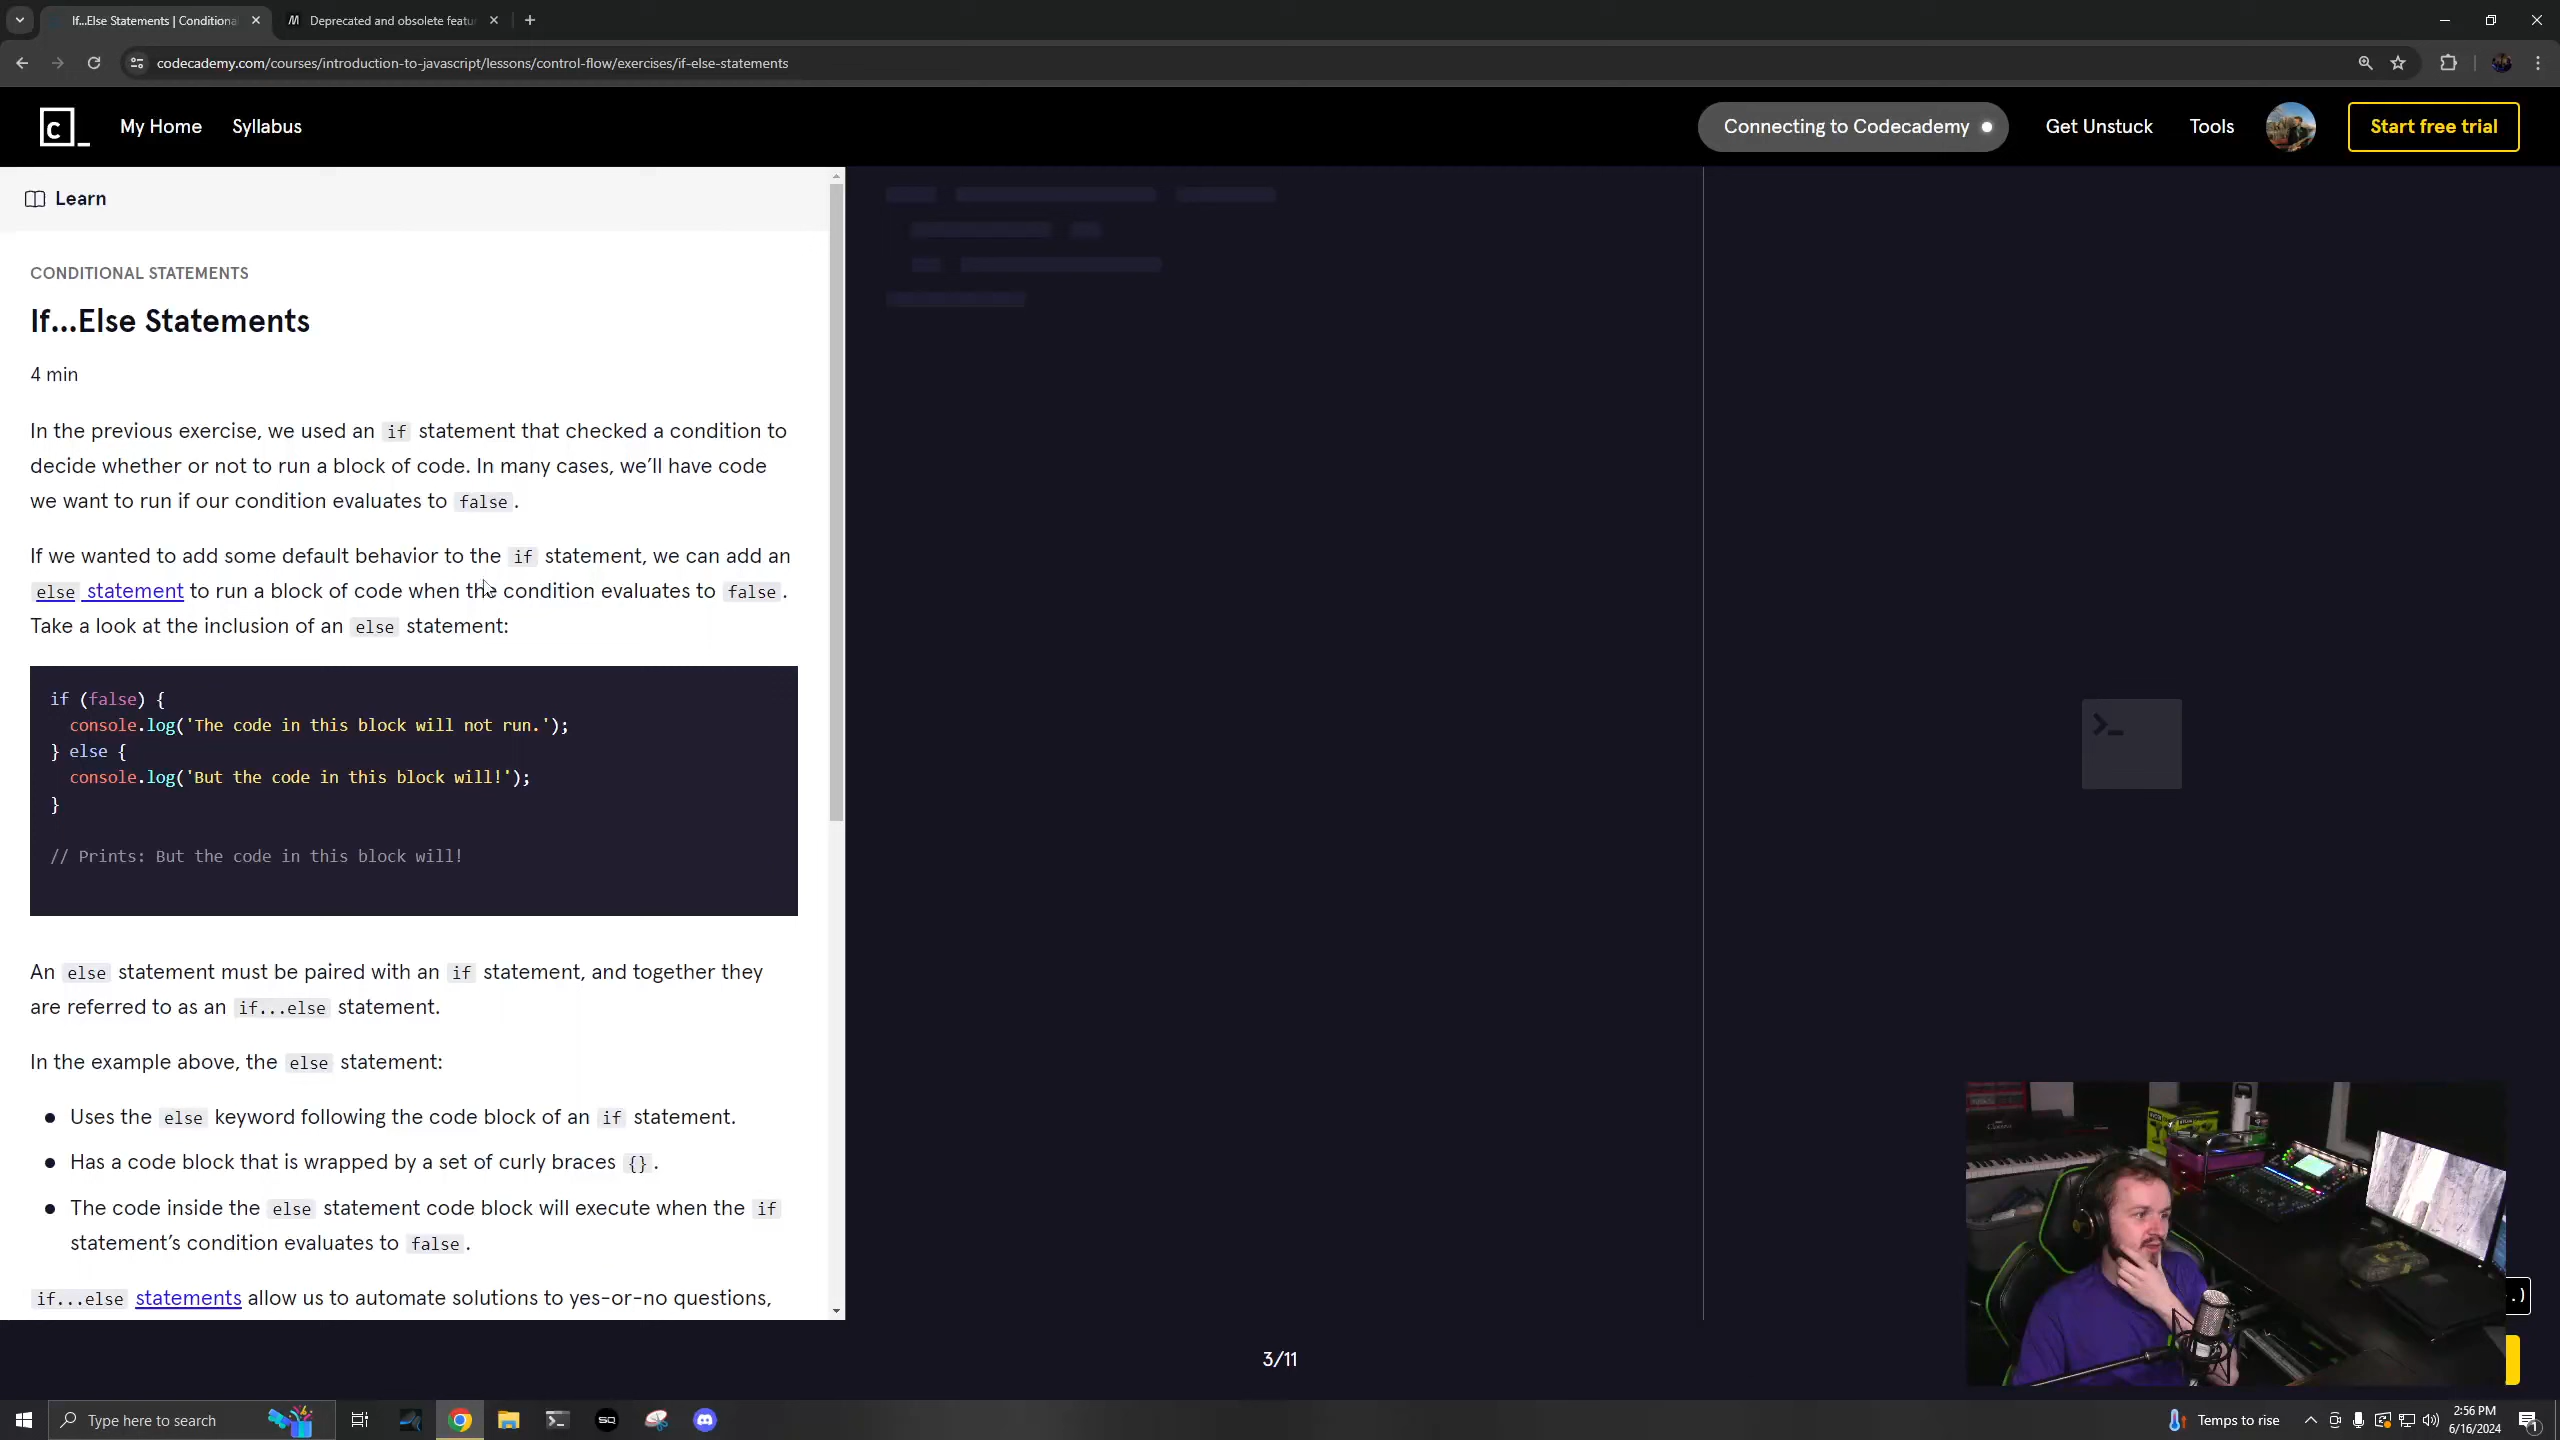 If...Else Statements | Conditiona
Deprecated and obsolete featu
codecademy.com/courses/introduction-to-javascript/lessons/control-flow/exercises/if-else-statements
c_
My Home
Syllabus
Connecting to Codecademy
Get Unstuck
Tools
Start free trial
Learn
CONDITIONAL STATEMENTS
If...Else Statements
4 min
In the previous exercise, we used an if statement that checked a condition to
decide whether or not to run a block of code. In many cases, we’ll have code
we want to run if our condition evaluates to false.
If we wanted to add some default behavior to the if statement, we can add an
else statement to run a block of code when the condition evaluates to false.
Take a look at the inclusion of an else statement:
if (false) {
console.log('The code in this block will not run.');
} else {
console.log('But the code in this block will!');
}
// Prints: But the code in this block will!
An else statement must be paired with an if statement, and together they
are referred to as an if...else statement.
In the example above, the else statement:
Uses the else keyword following the code block of an if statement.
Has a code block that is wrapped by a set of curly braces {}.
The code inside the else statement code block will execute when the if
statement’s condition evaluates to false.
if...else statements allow us to automate solutions to yes-or-no questions,
>_
.)
3/11
Type here to search
SQ
Temps to rise
2:56 PM
6/16/2024
1